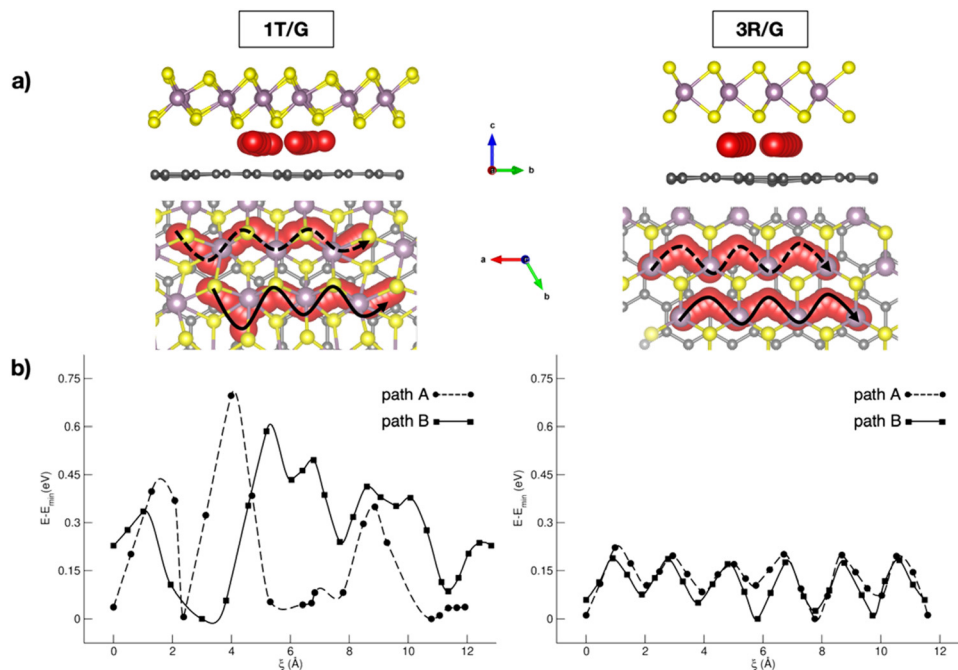 1T/G
3R/G
a)
c
b
a
b
b)
0.75
0.6
0.45
0.3
0.15
0
E-Emin(eV)
path A
path B
0 2 4 6 8 10 12
ξ (Å)
0.75
0.6
0.45
0.3
0.15
0
E-Emin(eV)
path A
path B
0 2 4 6 8 10 12
ξ (Å)